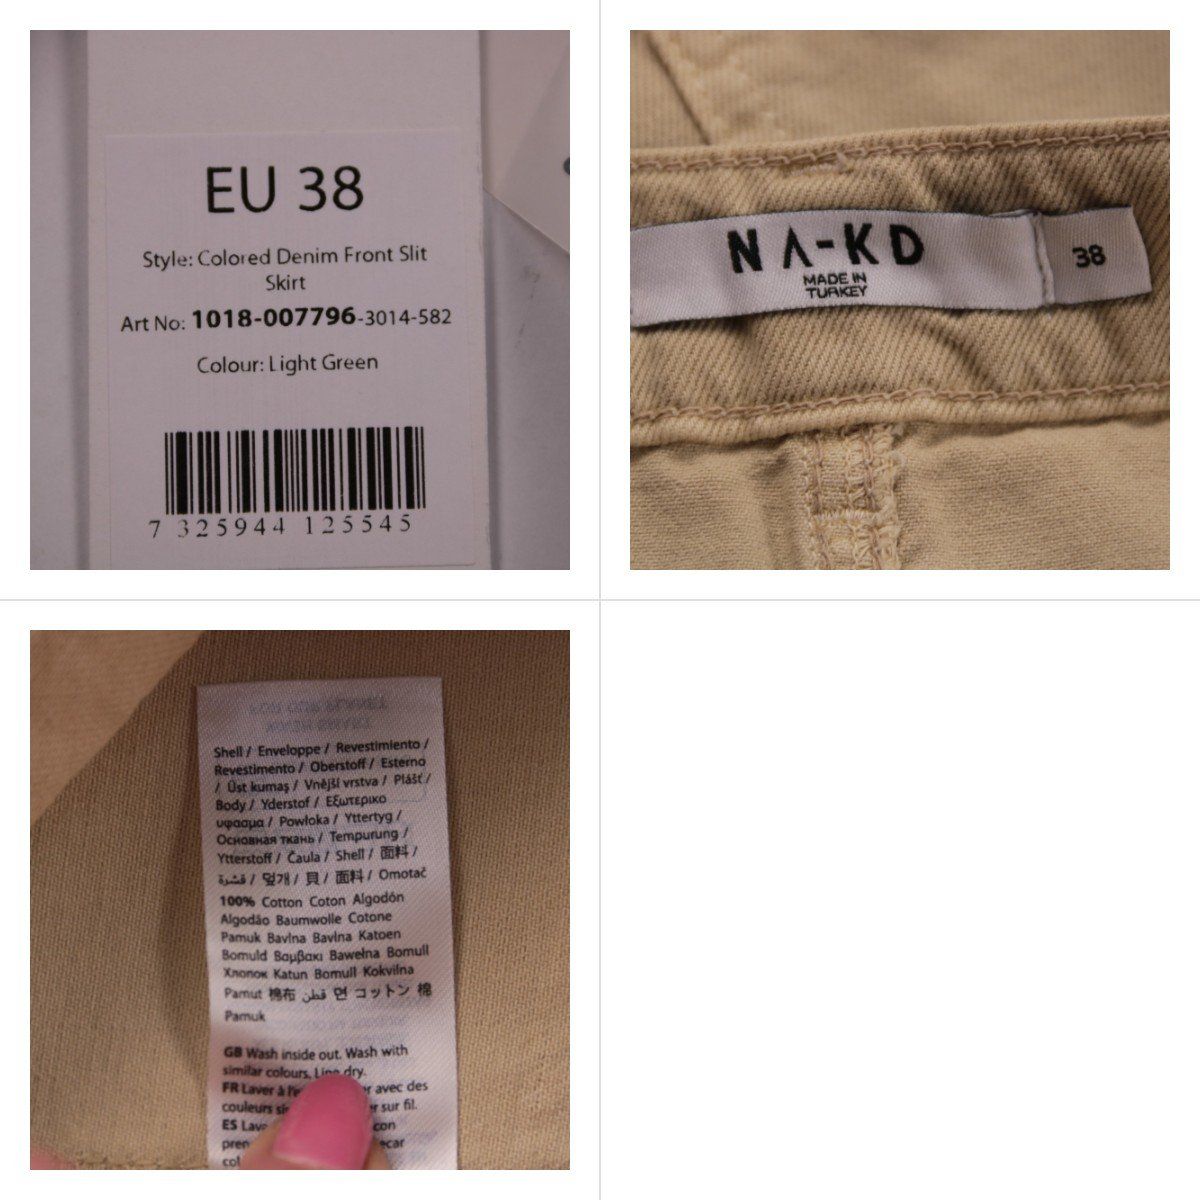 EU 38
Style: Colored Denim Front Slit
Skirt
Art No: 1018-007796-3014-582
Colour: Light Green
7 325944 125545
NA-KD
MADE IN
TURKEY
38
Shell / Enveloppe / Revestimiento /
Revestimento / Oberstoff / Esterno
/ Üst kumaş / Vnější vrstva / Plášť /
Body / Yderstof / Εξωτερικο
υφασμα / Powłoka / Yttertyg /
Основная ткань / Tempurung /
Ytterstoff / Čaula / Shell / 面料 /
قشرة / 덮개 / 貝 / 面料 / Omotač
100% Cotton Coton Algodón
Algodão Baumwolle Cotone
Pamuk Bavlna Bavlna Katoen
Bomuld Βαμβακι Bawełna Bomull
Хлопок Katun Bomull Kokvilna
Pamut 棉布 قطن 면 コットン 棉
Pamuk
GB Wash inside out. Wash with
similar colours. Line dry.
FR Laver à avec des
couleurs sur fil.
ES con